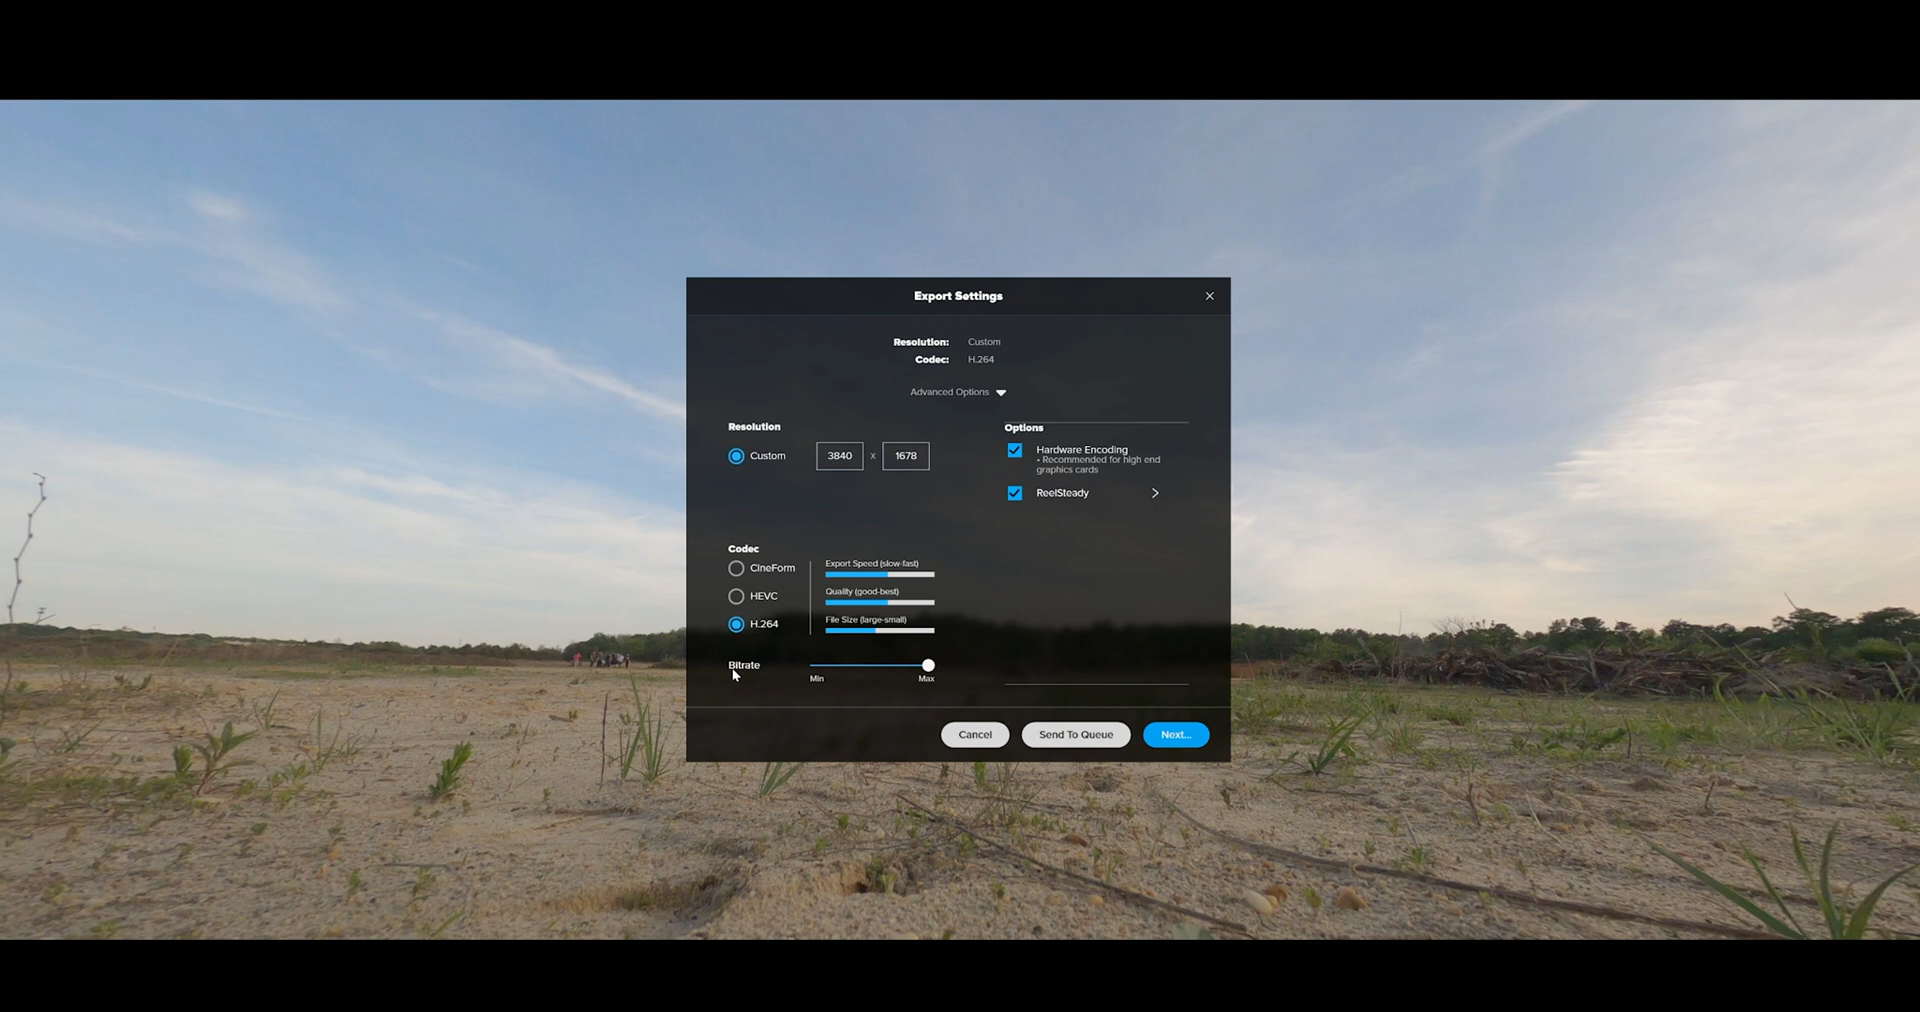 Export Settings
Resolution: Custom
Codec: H.264
Advanced Options
Resolution
Custom 3840 x 1678
Options
Hardware Encoding
- Recommended for high end
graphics cards
ReelSteady
Codec
CineForm
HEVC
H.264
Export Speed (slow-fast)
Quality (good-best)
File Size (large-small)
Bitrate
Min Max
Cancel
Send To Queue
Next...